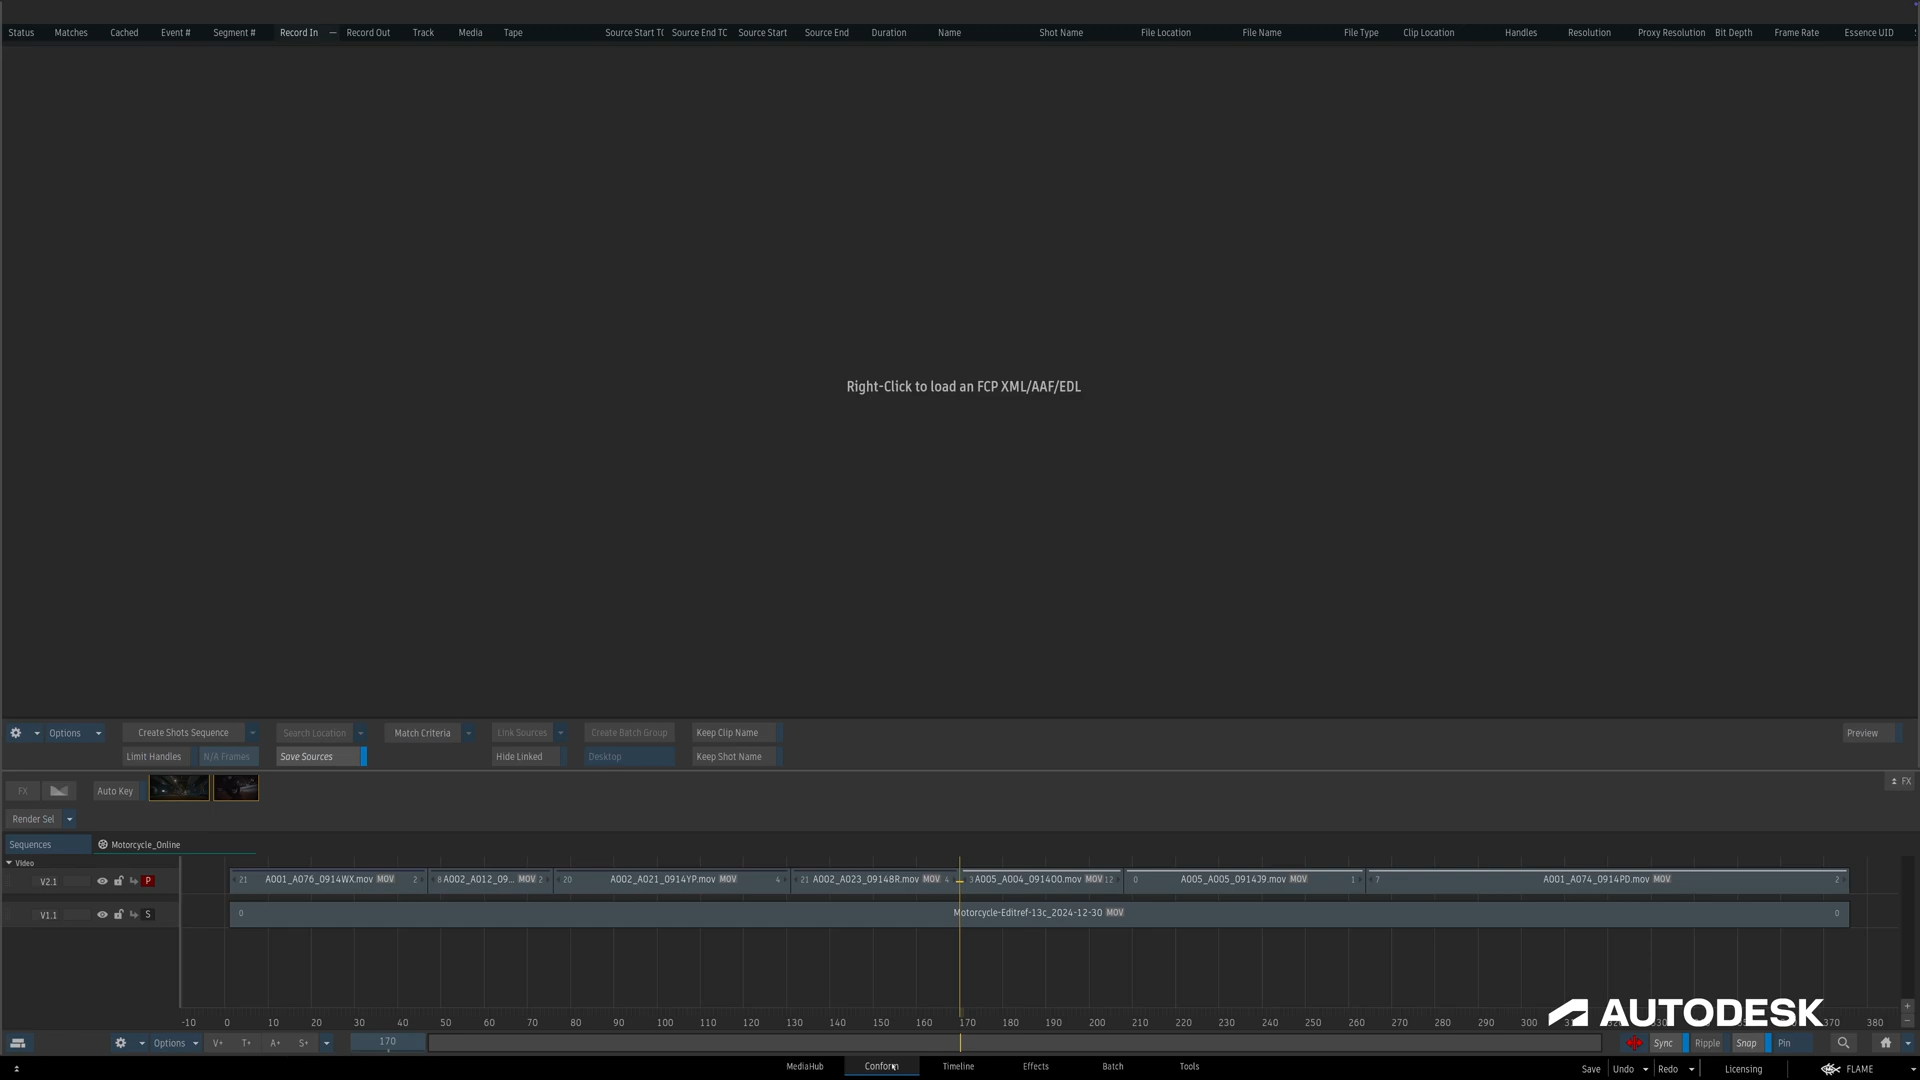 Status Matches Cached Event # Segment # Record In Record Out Track Media Tape Source Start TC Source End TC Source Start Source End Duration Name Shot Name File Location File Name File Type Clip Location Handles Resolution Proxy Resolution Bit Depth Frame Rate Essence UID
Right-Click to load an FCP XML/AAF/EDL
Options Create Shots Sequence Search Location Match Criteria Link Sources Create Batch Group Keep Clip Name Preview
Limit Handles N/A Frames Save Sources Hide Linked Desktop Keep Shot Name
FX Auto Key FX
Render Sel
Sequences Motorcycle_Online
Video
V2.1 P 21 A001_A076_0914WX.mov MOV 2 8 A002_A012_09... MOV 2 20 A002_A021_0914YP.mov MOV 4 21 A002_A023_09148R.mov MOV 4 3 A005_A004_0914O0.mov MOV 12 0 A005_A005_0914J9.mov MOV 1 7 A001_A074_0914PD.mov MOV 2
V1.1 S 0 Motorcycle-Editref-13c_2024-12-30 MOV 0
AUTODESK
-10 0 10 20 30 40 50 60 70 80 90 100 110 120 130 140 150 160 170 180 190 200 210 220 230 240 250 260 270 280 290 300 370 380
Options V+ T+ A+ S+ 170 Sync Ripple Snap Pin
MediaHub Conform Timeline Effects Batch Tools Save Undo Redo Licensing FLAME